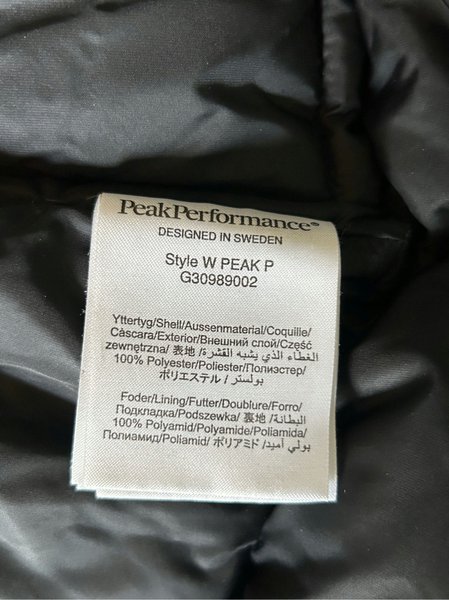 PeakPerformance®
DESIGNED IN SWEDEN
Style W PEAK P
G30989002
Yttertyg/Shell/Aussenmaterial/Coquille/
Càscara/Exterior/Внешний слой/Część
zewnętrzna/ 表地 / الغطاء الذي يشبه القشرة/
100% Polyester/Poliester/Полиэстер/
ポリエステル / بوليستر
Foder/Lining/Futter/Doublure/Forro/
Подкладка/Podszewka/ 裏地 / البطانة/
100% Polyamid/Polyamide/Poliamida/
Полиамид/Poliamid/ ポリアミド / بولي أميد